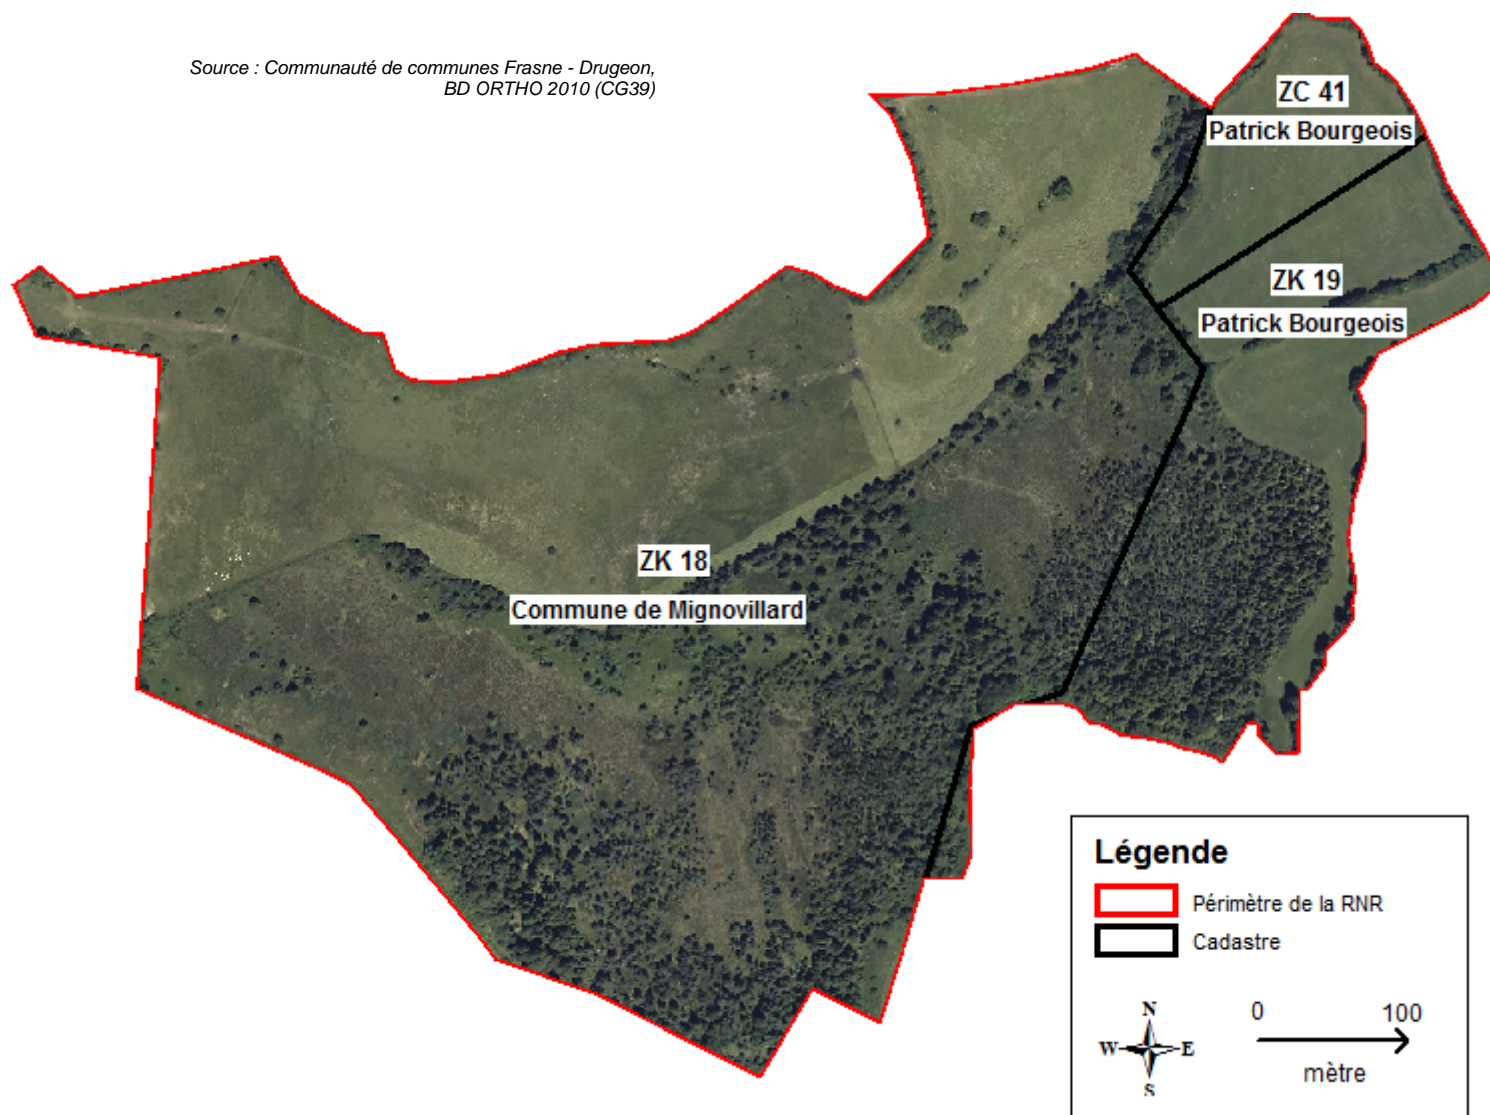 Source : Communauté de communes Frasne - Drugeon,
BD ORTHO 2010 (CG39)
ZC 41
Patrick Bourgeois
ZK 19
Patrick Bourgeois
ZK 18
Commune de Mignovillard
Légende
Périmètre de la RNR
Cadastre
N
W E
S
0 100
mètre